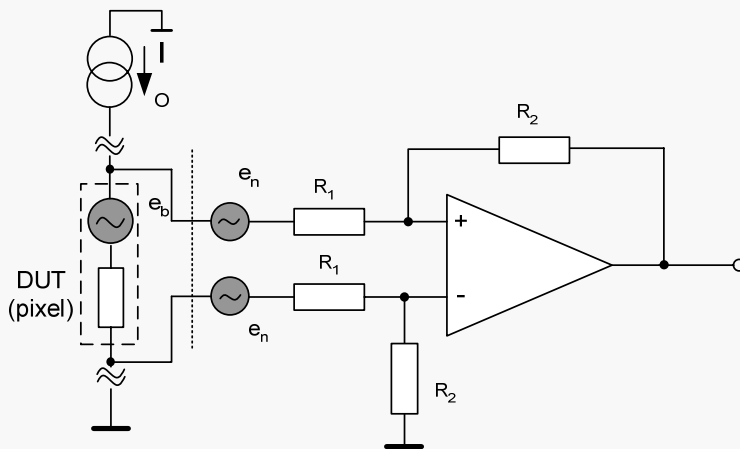 I
O
R2
en
R1
eb
+
DUT
(pixel)
R1
-
en
R2